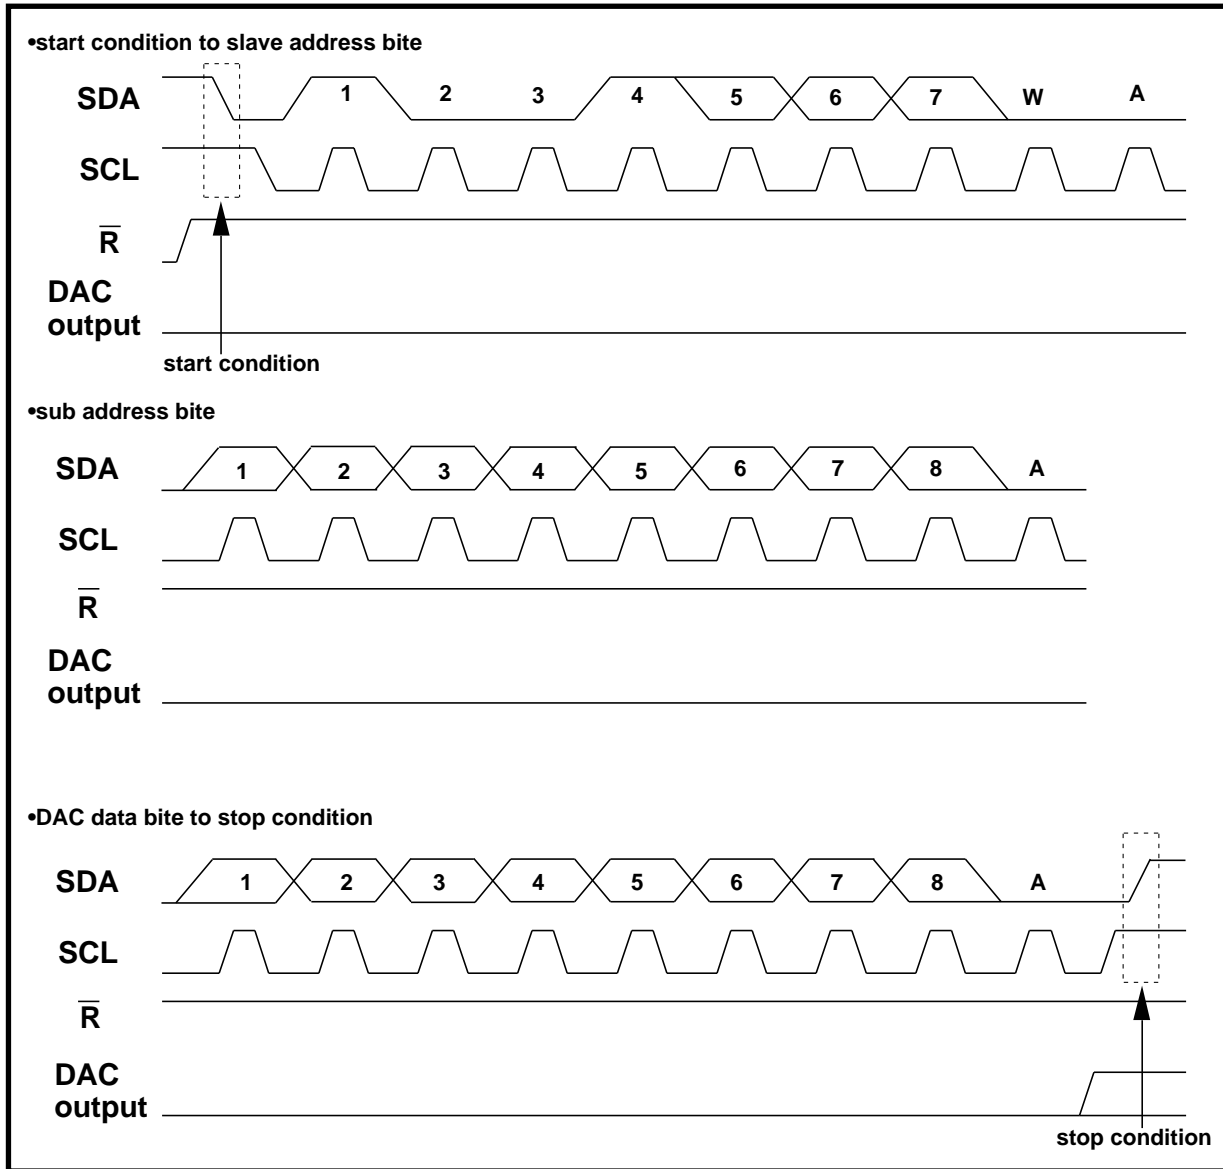 •start condition to slave address bite
SDA 1 2 3 4 5 6 7 W A
SCL
R̅
DAC
output
start condition
•sub address bite
SDA 1 2 3 4 5 6 7 8 A
SCL
R̅
DAC
output
•DAC data bite to stop condition
SDA 1 2 3 4 5 6 7 8 A
SCL
R̅
DAC
output
stop condition